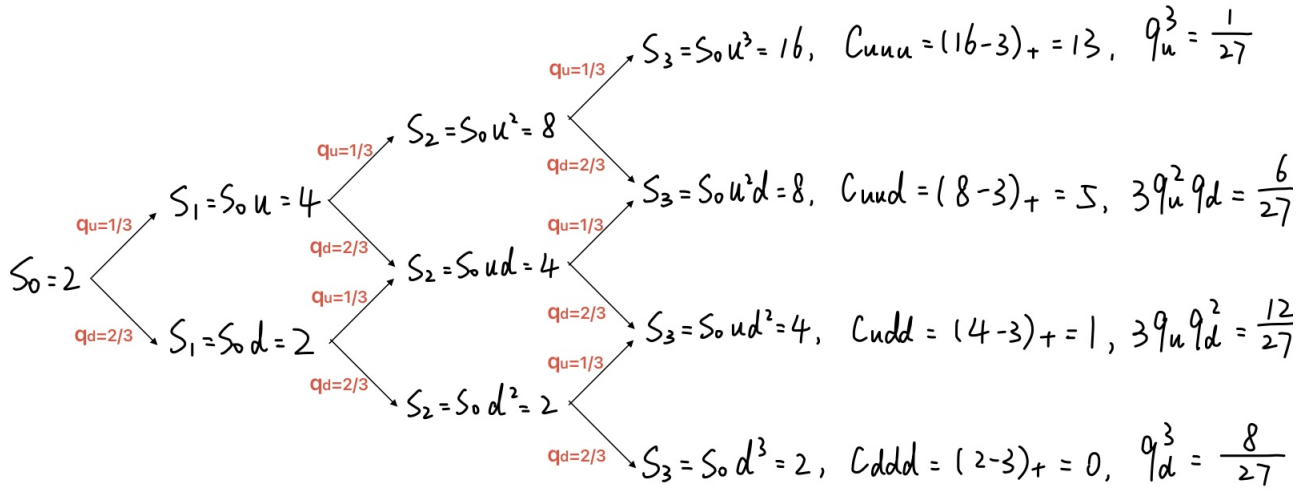 S₃ = S₀u³ = 16, Cuuu = (16-3)₊ = 13, qᵤ³ = 1/27
qu=1/3
S₂ = S₀u² = 8
qu=1/3
qd=2/3
S₁ = S₀u = 4
S₃ = S₀u²d = 8, Cuud = (8-3)₊ = 5, 3qᵤ²q_d = 6/27
qu=1/3
qu=1/3
qd=2/3
S₀ = 2
S₂ = S₀ud = 4
qu=1/3
qd=2/3
qd=2/3
S₁ = S₀d = 2
S₃ = S₀ud² = 4, Cudd = (4-3)₊ = 1, 3qᵤq_d² = 12/27
qu=1/3
qd=2/3
S₂ = S₀d² = 2
qd=2/3
S₃ = S₀d³ = 2, Cddd = (2-3)₊ = 0, q_d³ = 8/27